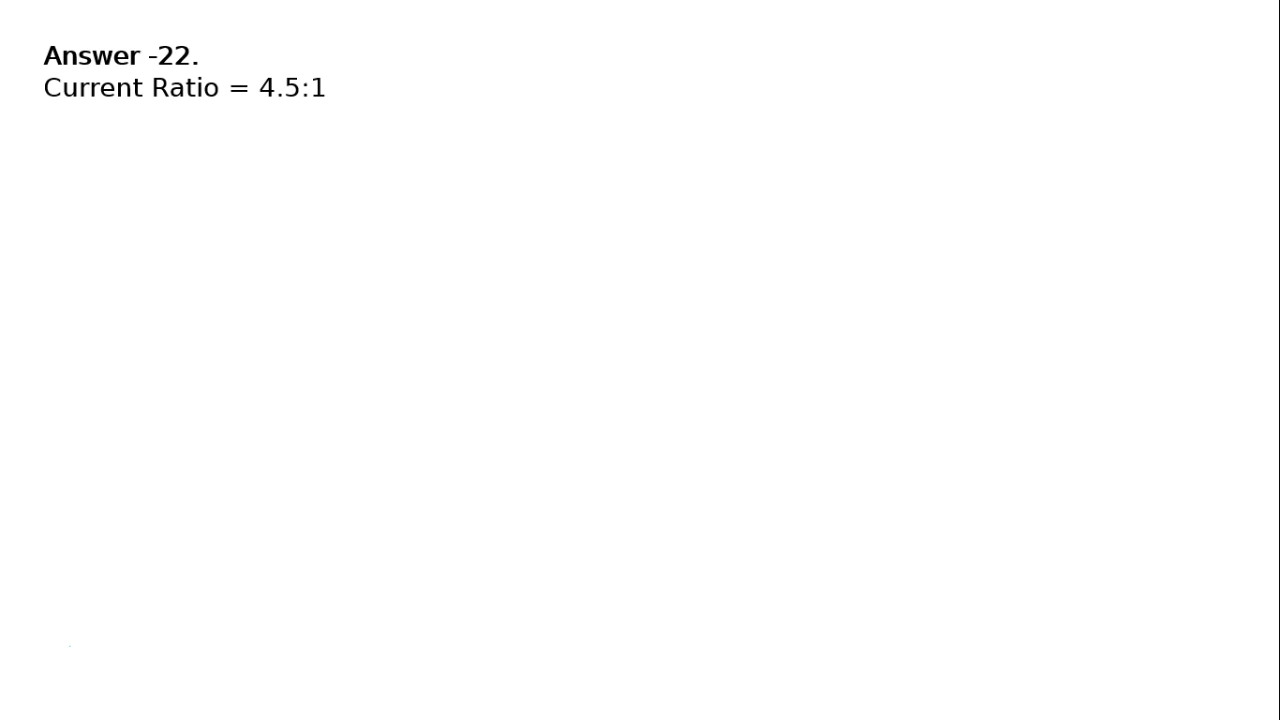 Answer -22.
Current Ratio = 4.5:1